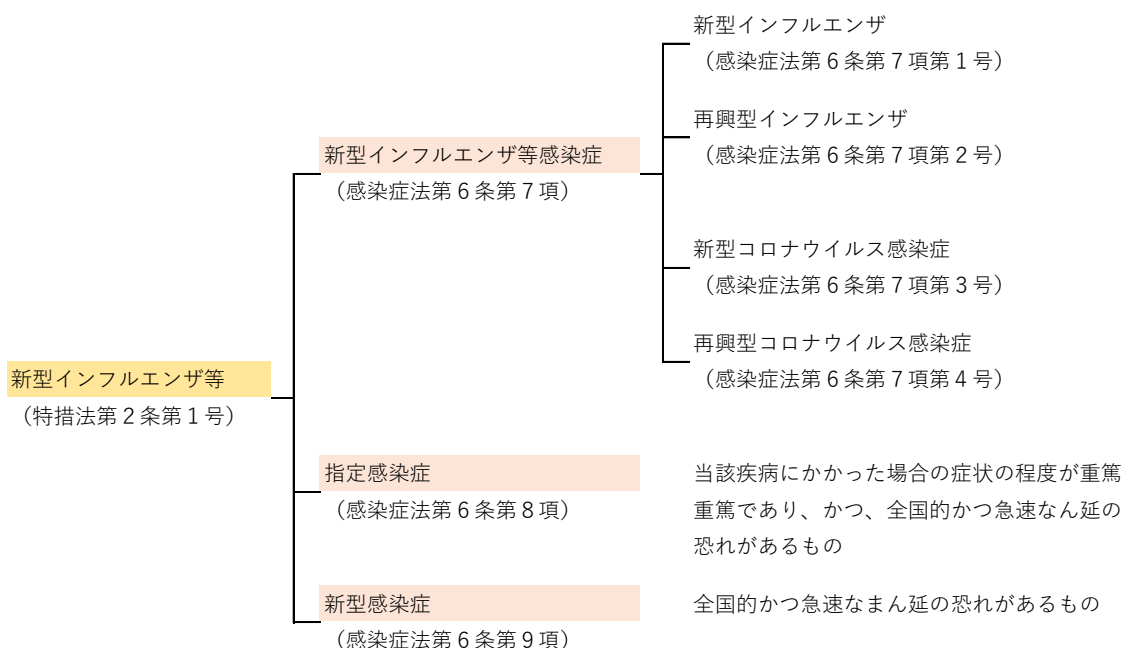 新型インフルエンザ等
（特措法第２条第１号）
新型インフルエンザ等感染症
（感染症法第６条第７項）
新型インフルエンザ
（感染症法第６条第７項第１号）
再興型インフルエンザ
（感染症法第６条第７項第２号）
新型コロナウイルス感染症
（感染症法第６条第７項第３号）
再興型コロナウイルス感染症
（感染症法第６条第７項第４号）
指定感染症
（感染症法第６条第８項）
当該疾病にかかった場合の症状の程度が重篤
重篤であり、かつ、全国的かつ急速なん延の
恐れがあるもの
新型感染症
（感染症法第６条第９項）
全国的かつ急速なまん延の恐れがあるもの